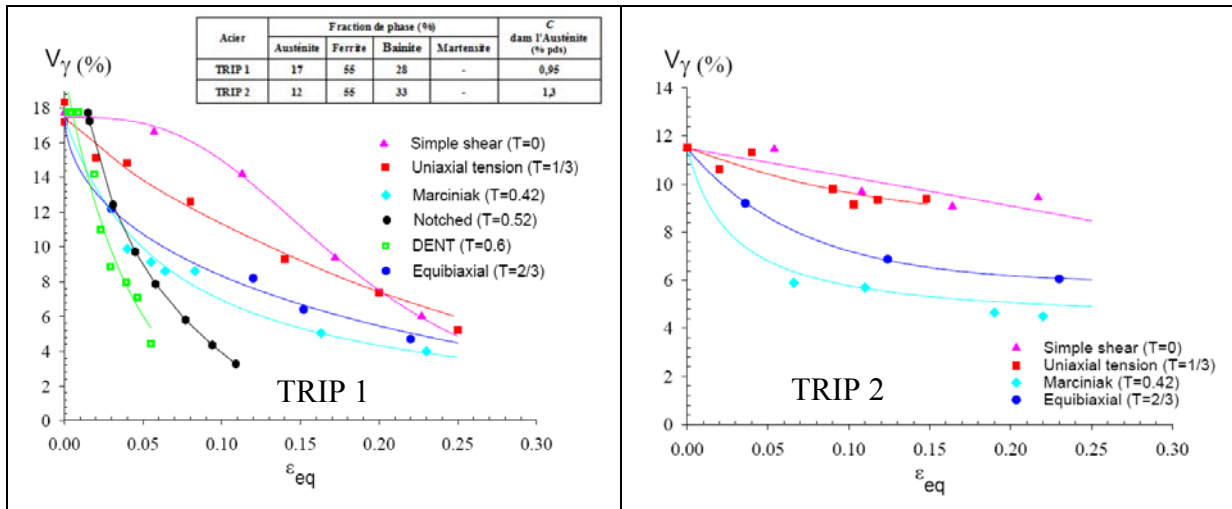 Acier Fraction de phase (%) C dans l'Austénite (% pds)
Austénite Ferrite Bainite Martensite
TRIP 1 17 55 28 - 0,95
TRIP 2 12 55 33 - 1,3
Vγ (%)
18
16
14
12
10
8
6
4
2
0
0.00 0.05 0.10 0.15 0.20 0.25 0.30
εeq
Simple shear (T=0)
Uniaxial tension (T=1/3)
Marciniak (T=0.42)
Notched (T=0.52)
DENT (T=0.6)
Equibiaxial (T=2/3)
TRIP 1
Vγ (%)
14
12
10
8
6
4
2
0
0.00 0.05 0.10 0.15 0.20 0.25 0.30
εeq
Simple shear (T=0)
Uniaxial tension (T=1/3)
Marciniak (T=0.42)
Equibiaxial (T=2/3)
TRIP 2